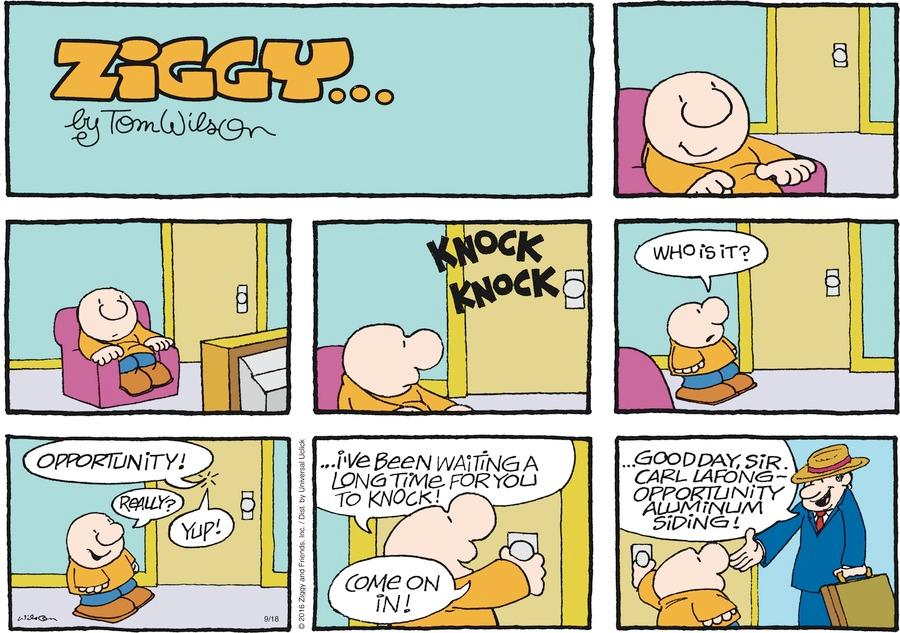 ZiGGY...
by Tom Wilson
KNOCK
KNOCK
WHO iS iT?
OPPORTUNiTY!
REALLY?
YUP!
WiLSON
9/18
© 2016 Ziggy and Friends, Inc. / Dist. by Universal Uclick
...i'VE BEEN WAiTiNG A
LONG TiME FOR YOU
TO KNOCK!
COME ON
iN!
...GOOD DAY, SiR.
CARL LAFONG~
OPPORTUNiTY
ALUMiNUM
SiDiNG!